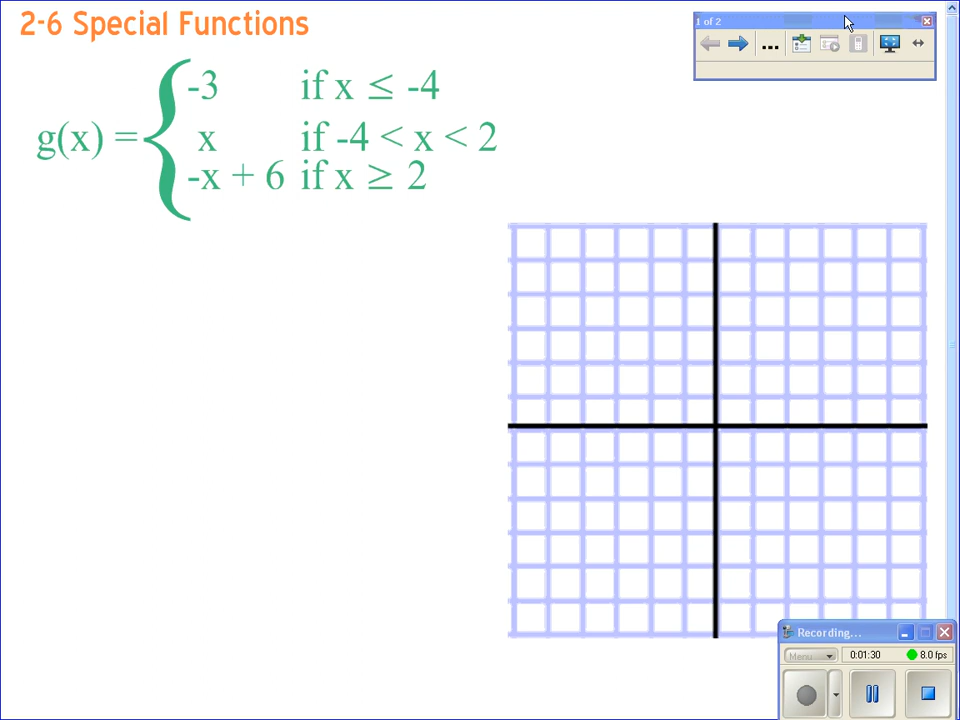 2-6 Special Functions
1 of 2
...
-3 if x ≤ -4
g(x) = { x if -4 < x < 2
-x + 6 if x ≥ 2
Recording...
Menu 0:01:30 8.0 fps